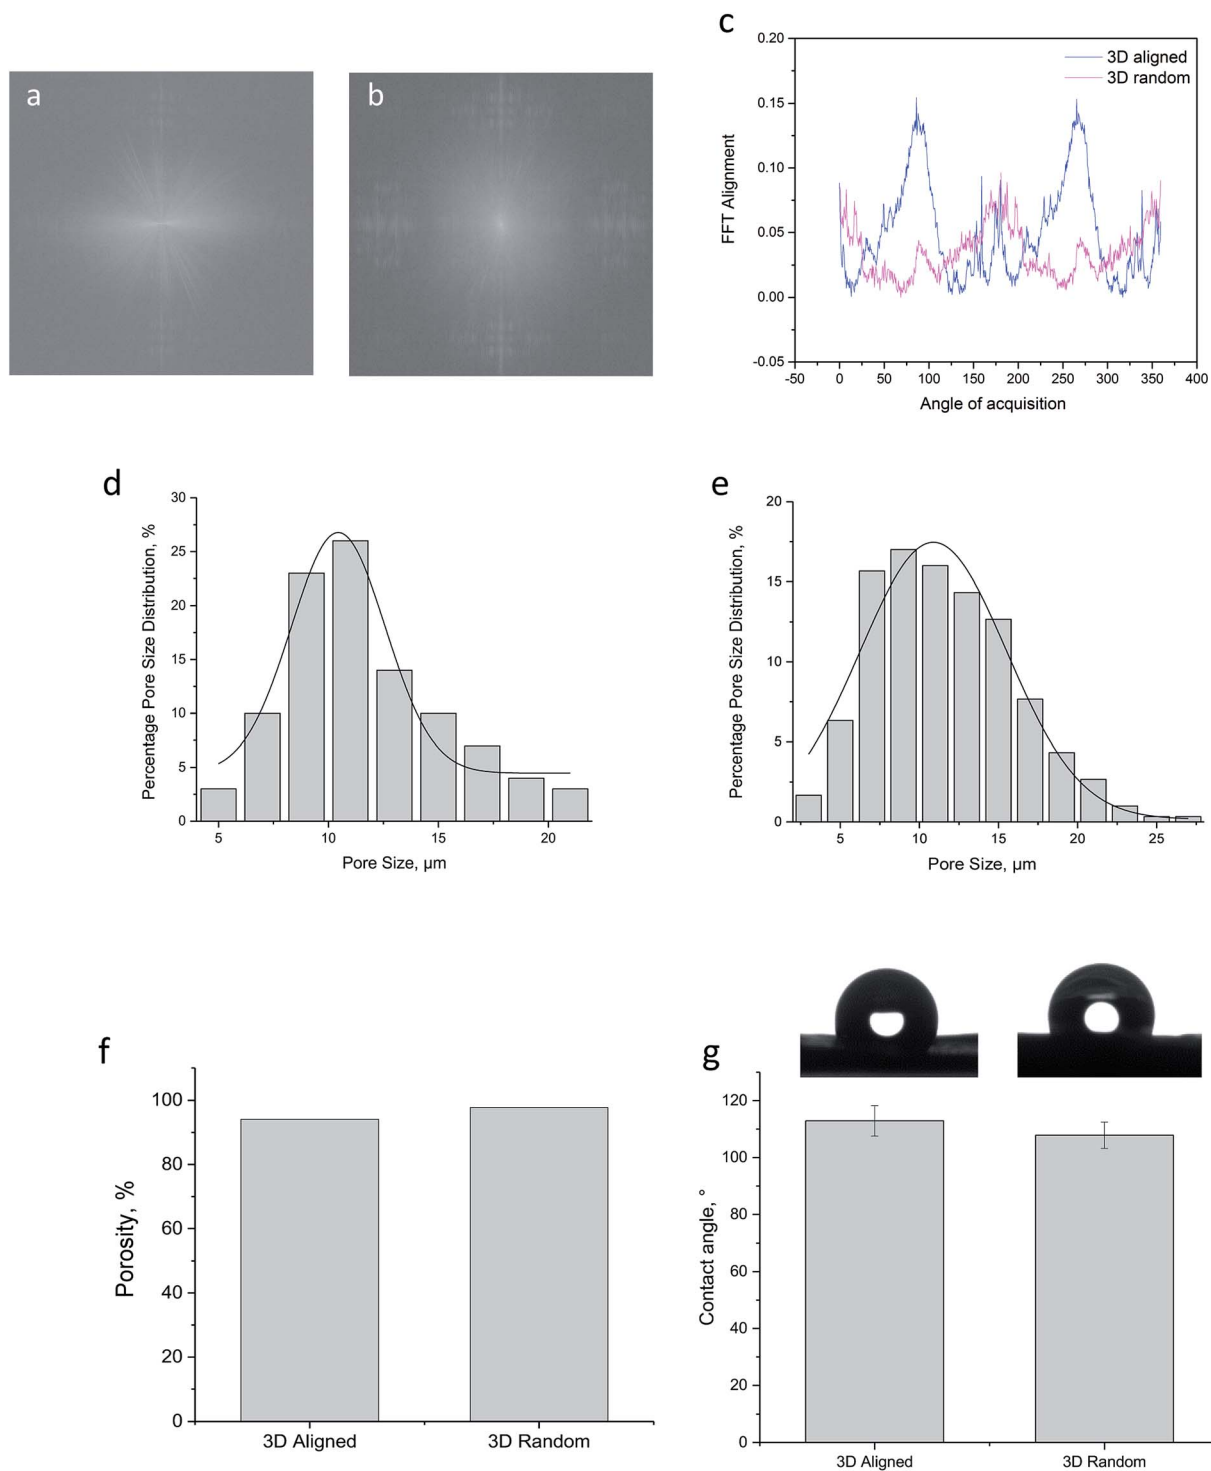 a
b
c
0.20
0.15
0.10
0.05
0.00
-0.05
FFT Alignment
3D aligned
3D random
-50 0 50 100 150 200 250 300 350 400
Angle of acquisition
d
30
25
20
15
10
5
0
Percentage Pore Size Distribution, %
5 10 15 20
Pore Size, µm
e
20
15
10
5
0
Percentage Pore Size Distribution, %
5 10 15 20 25
Pore Size, µm
f
100
80
60
40
20
0
Porosity, %
3D Aligned 3D Random
g
120
100
80
60
40
20
0
Contact angle, °
3D Aligned 3D Random